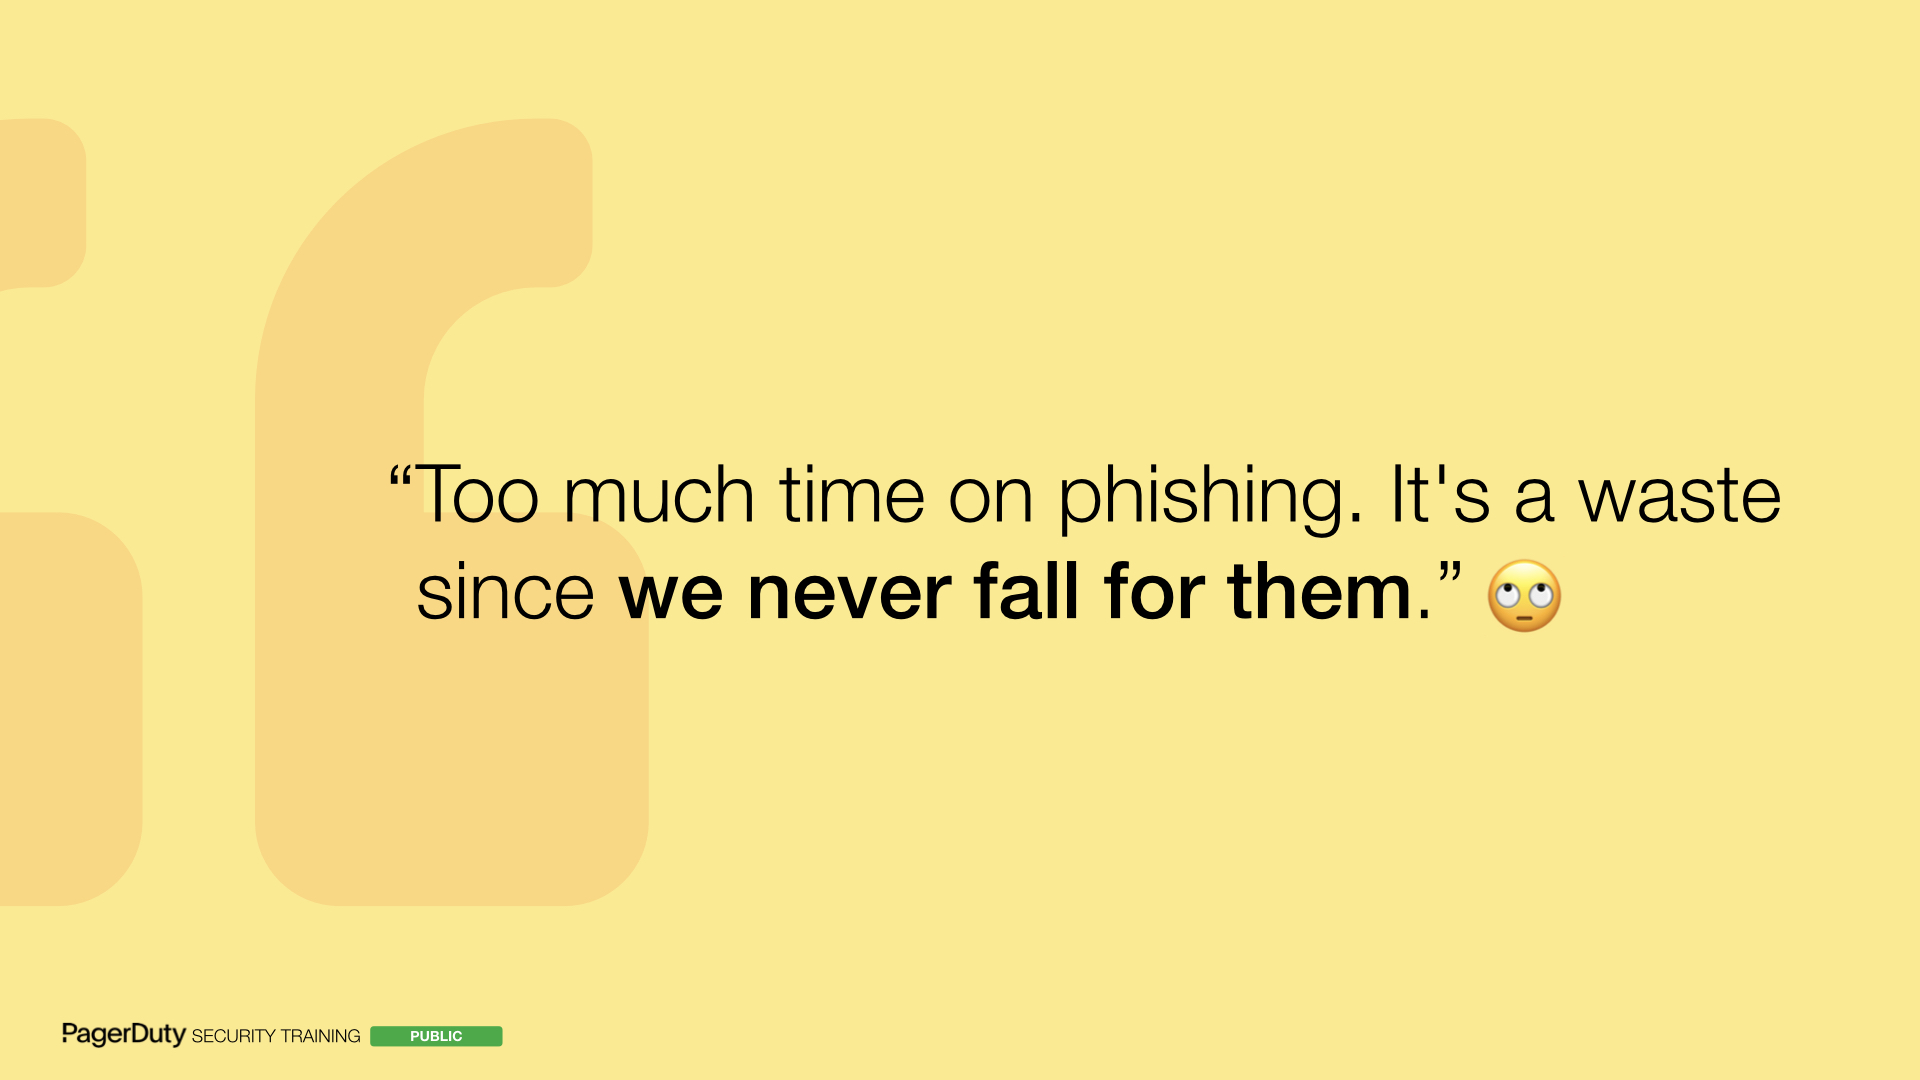 “Too much time on phishing. It's a waste
since we never fall for them.” 🙄
PagerDuty SECURITY TRAINING PUBLIC